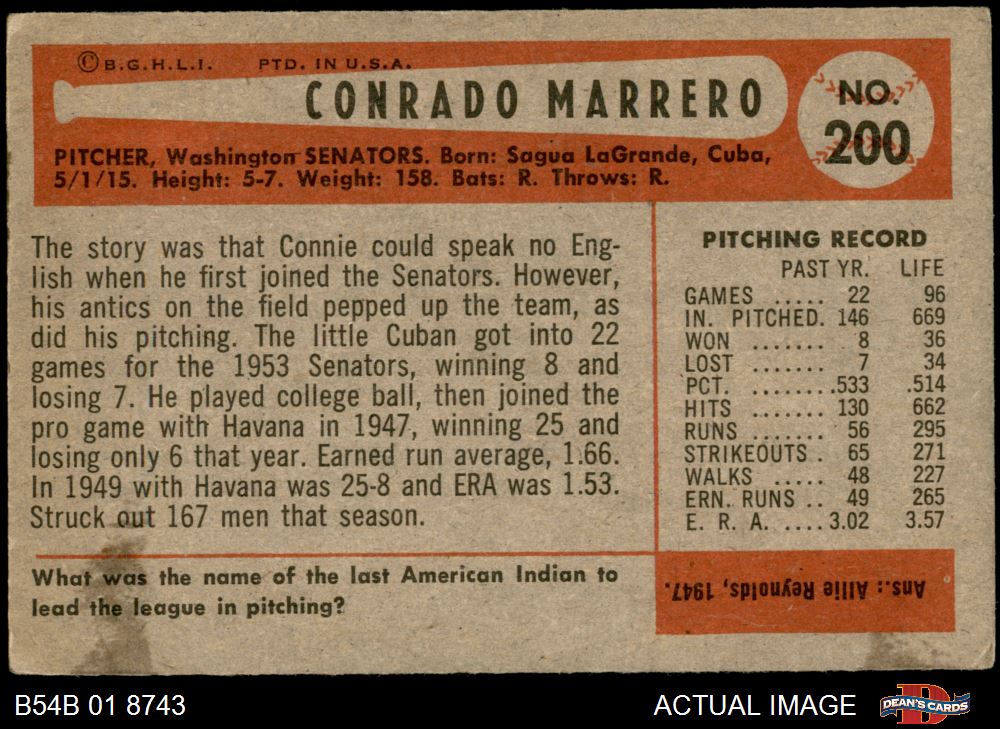 © B.G.H.L.I. PTD. IN U.S.A.
CONRADO MARRERO
NO.
200
PITCHER, Washington SENATORS. Born: Sagua LaGrande, Cuba,
5/1/15. Height: 5-7. Weight: 158. Bats: R. Throws: R.
The story was that Connie could speak no Eng-
lish when he first joined the Senators. However,
his antics on the field pepped up the team, as
did his pitching. The little Cuban got into 22
games for the 1953 Senators, winning 8 and
losing 7. He played college ball, then joined the
pro game with Havana in 1947, winning 25 and
losing only 6 that year. Earned run average, 1.66.
In 1949 with Havana was 25-8 and ERA was 1.53.
Struck out 167 men that season.
PITCHING RECORD
PAST YR. LIFE
GAMES ..... 22 96
IN. PITCHED. 146 669
WON ....... 8 36
LOST ....... 7 34
PCT. ....... .533 .514
HITS ....... 130 662
RUNS ....... 56 295
STRIKEOUTS . 65 271
WALKS ..... 48 227
ERN. RUNS .. 49 265
E. R. A. .... 3.02 3.57
What was the name of the last American Indian to
lead the league in pitching?
Ans.: Allie Reynolds, 1947.
B54B 01 8743
ACTUAL IMAGE
D
DEAN'S CARDS